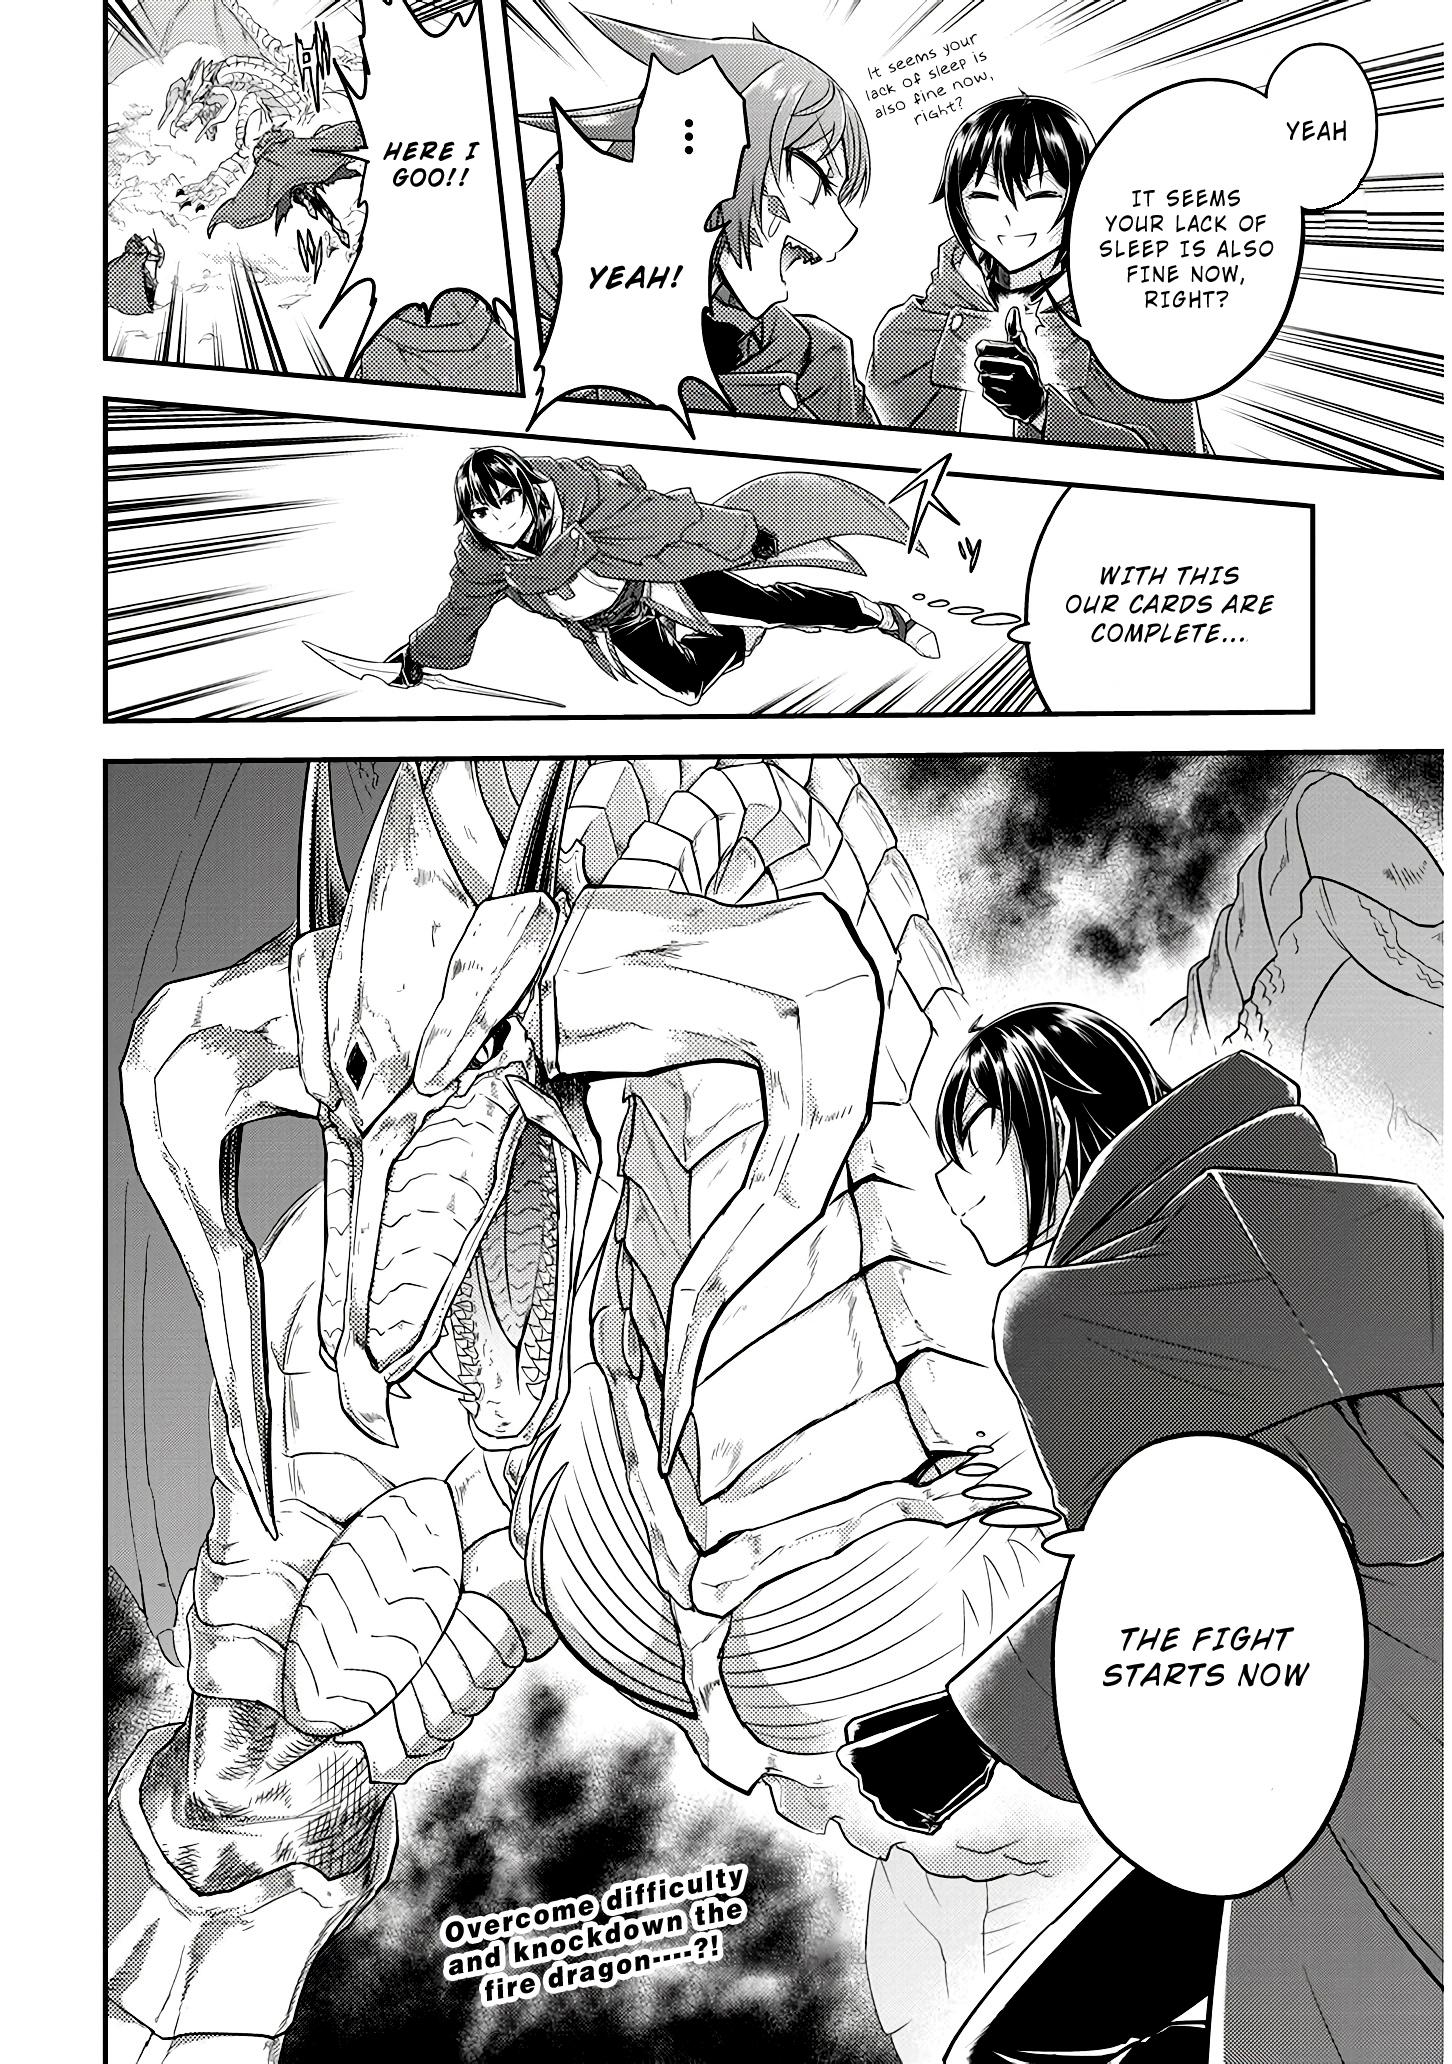 YEAH
IT SEEMS
YOUR LACK OF
SLEEP IS ALSO
FINE NOW,
RIGHT?
It seems your
lack of sleep is
also fine now,
right?
...
YEAH!
HERE I
GOO!!
WITH THIS
OUR CARDS ARE
COMPLETE...
THE FIGHT
STARTS NOW
Overcome difficulty
and knockdown the
fire dragon----?!